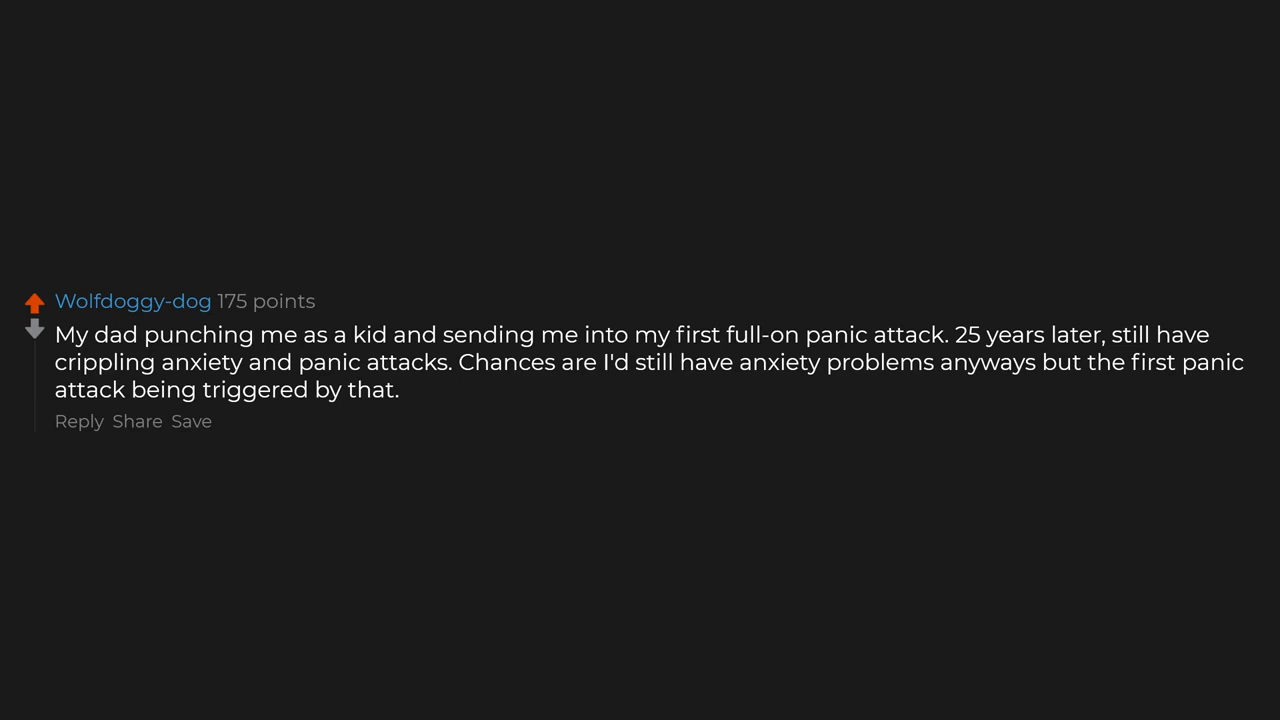 Wolfdoggy-dog 175 points
My dad punching me as a kid and sending me into my first full-on panic attack. 25 years later, still have
crippling anxiety and panic attacks. Chances are I'd still have anxiety problems anyways but the first panic
attack being triggered by that.
Reply Share Save